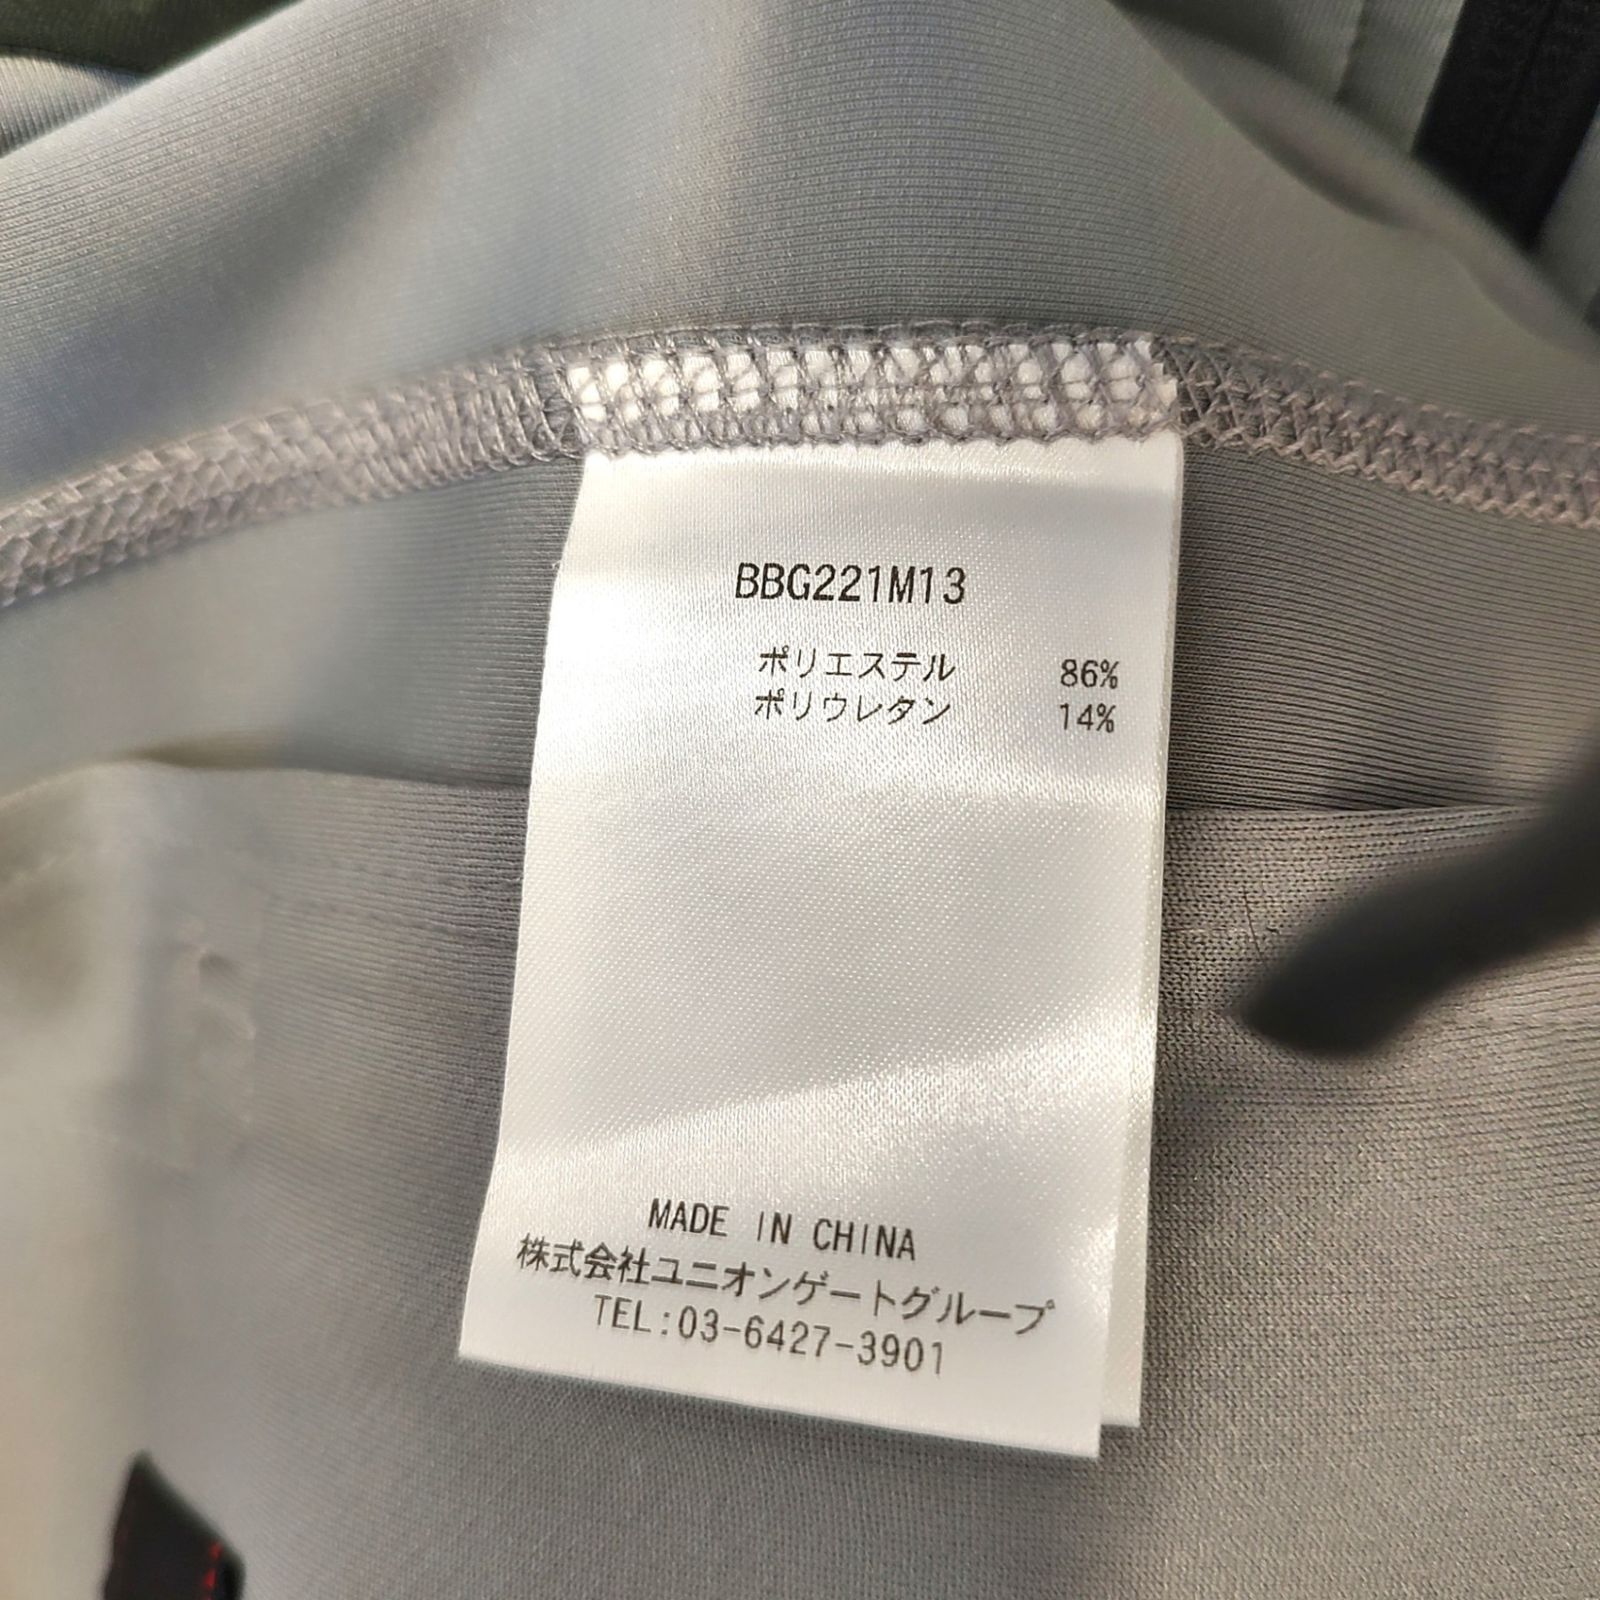 BBG221M13
ポリエステル 86%
ポリウレタン 14%
MADE IN CHINA
株式会社ユニオンゲートグループ
TEL:03-6427-3901